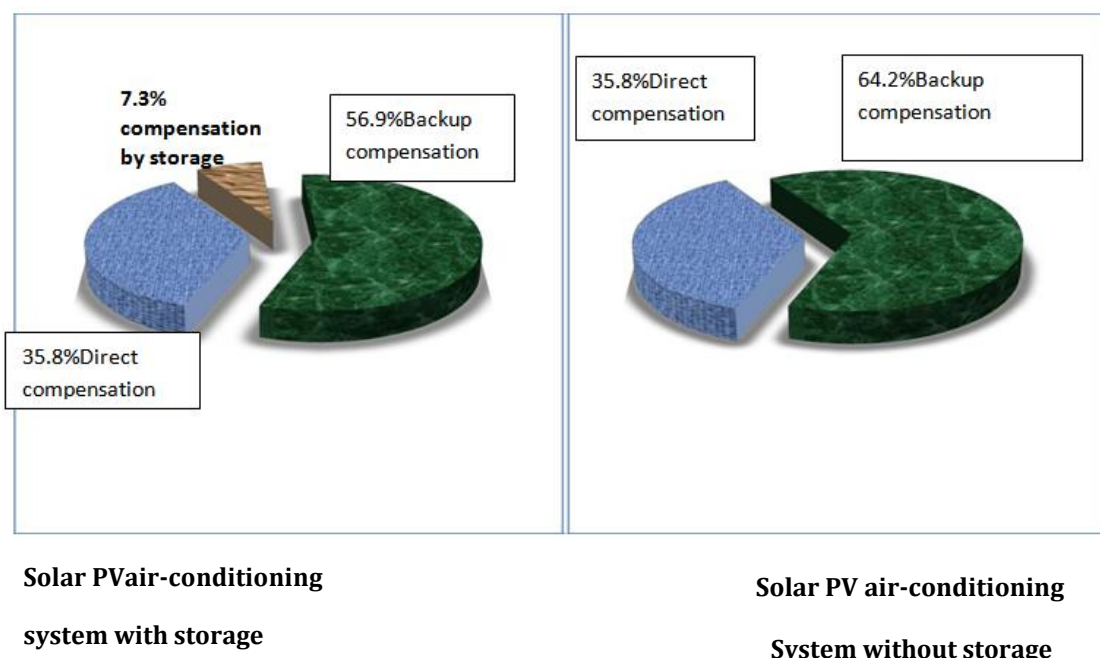 7.3%
compensation
by storage
56.9%Backup
compensation
35.8%Direct
compensation
35.8%Direct
compensation
64.2%Backup
compensation
Solar PVair-conditioning
system with storage
Solar PV air-conditioning
System without storage